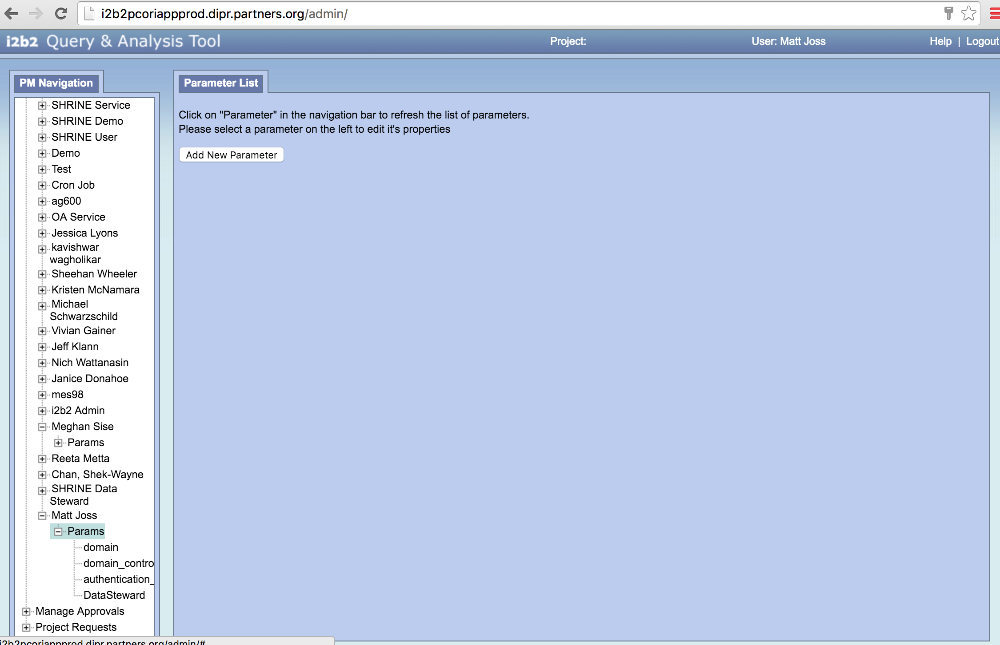 i2b2pcoriappprod.dipr.partners.org/admin/
i2b2 Query & Analysis Tool
Project:
User: Matt Joss
Help | Logout
PM Navigation
SHRINE Service
SHRINE Demo
SHRINE User
Demo
Test
Cron Job
ag600
OA Service
Jessica Lyons
kavishwar
wagholikar
Sheehan Wheeler
Kristen McNamara
Michael
Schwarzschild
Vivian Gainer
Jeff Klann
Nich Wattanasin
Janice Donahoe
mes98
i2b2 Admin
Meghan Sise
Params
Reeta Metta
Chan, Shek-Wayne
SHRINE Data
Steward
Matt Joss
Params
domain
domain_contro
authentication_
DataSteward
Manage Approvals
Project Requests
Parameter List
Click on "Parameter" in the navigation bar to refresh the list of parameters.
Please select a parameter on the left to edit it's properties
Add New Parameter
i2b2pcoriappprod.dipr.partners.org/admin/#